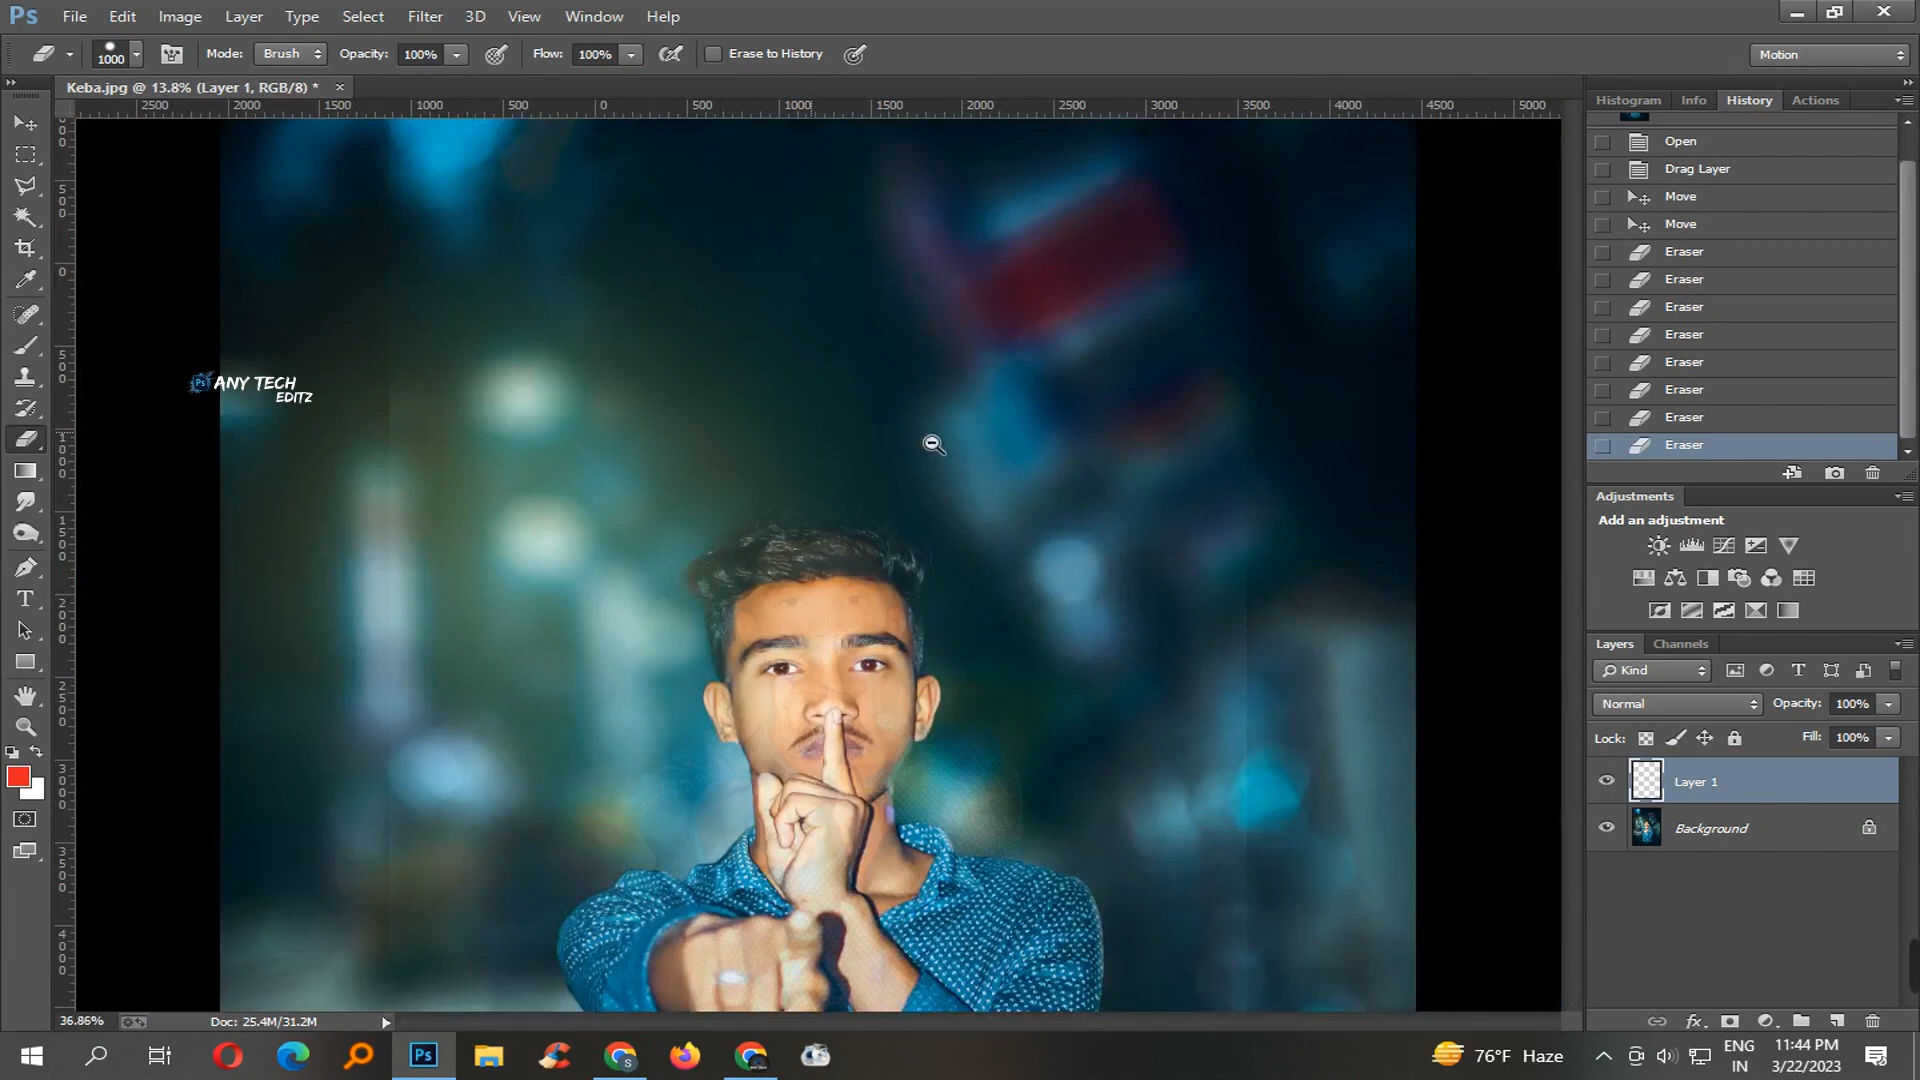 Ps File Edit Image Layer Type Select Filter 3D View Window Help
1000 Mode: Brush Opacity: 100% Flow: 100% Erase to History Motion
Keba.jpg @ 13.8% (Layer 1, RGB/8) * ×
2500 2000 1500 1000 500 0 500 1000 1500 2000 2500 3000 3500 4000 4500 5000
Histogram Info History Actions
Open
Drag Layer
Move
Move
Eraser
Eraser
Eraser
Eraser
Eraser
Eraser
Eraser
Eraser
Ps ANY TECH
EDITZ
Adjustments
Add an adjustment
Layers Channels
Kind
Normal Opacity: 100%
Lock: Fill: 100%
Layer 1
Background
36.86% Doc: 25.4M/31.2M
Ps S 76°F Haze ENG
IN
11:44 PM
3/22/2023